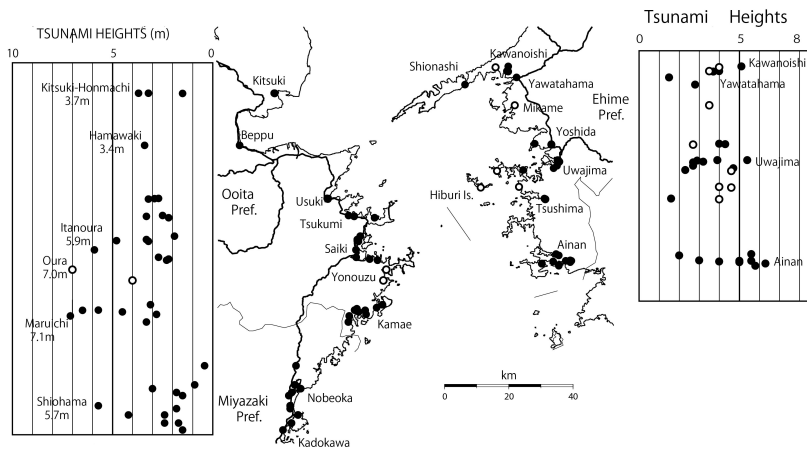 TSUNAMI HEIGHTS (m)
10 5 0
Kitsuki-Honmachi
3.7m
Hamawaki
3.4m
Itanoura
5.9m
Oura
7.0m
Maruichi
7.1m
Shiohama
5.7m
Kitsuki
Beppu
Ooita
Pref.
Usuki
Tsukumi
Saiki
Yonouzu
Kamae
Miyazaki
Pref.
Nobeoka
Kadokawa
Kawanoishi
Shionashi
Yawatahama
Mikame
Ehime
Pref.
Yoshida
Uwajima
Hiburi Is.
Tsushima
Ainan
km
0 20 40
Tsunami Heights
0 5 8
Kawanoishi
Yawatahama
Uwajima
Ainan